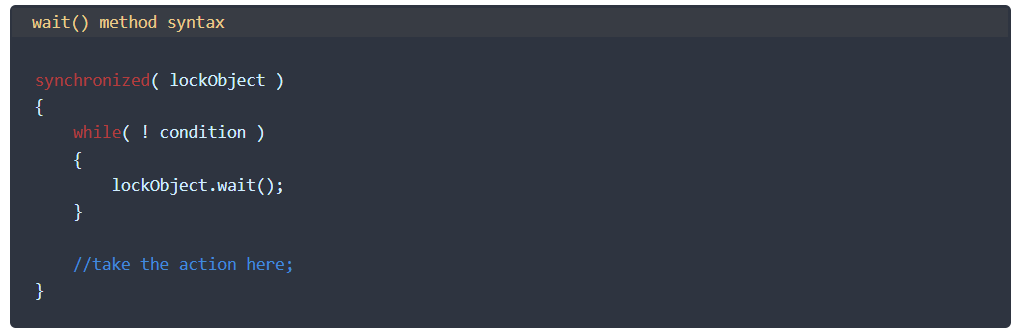 wait() method syntax
synchronized( lockObject )
{
    while( ! condition )
    {
        lockObject.wait();
    }
    //take the action here;
}